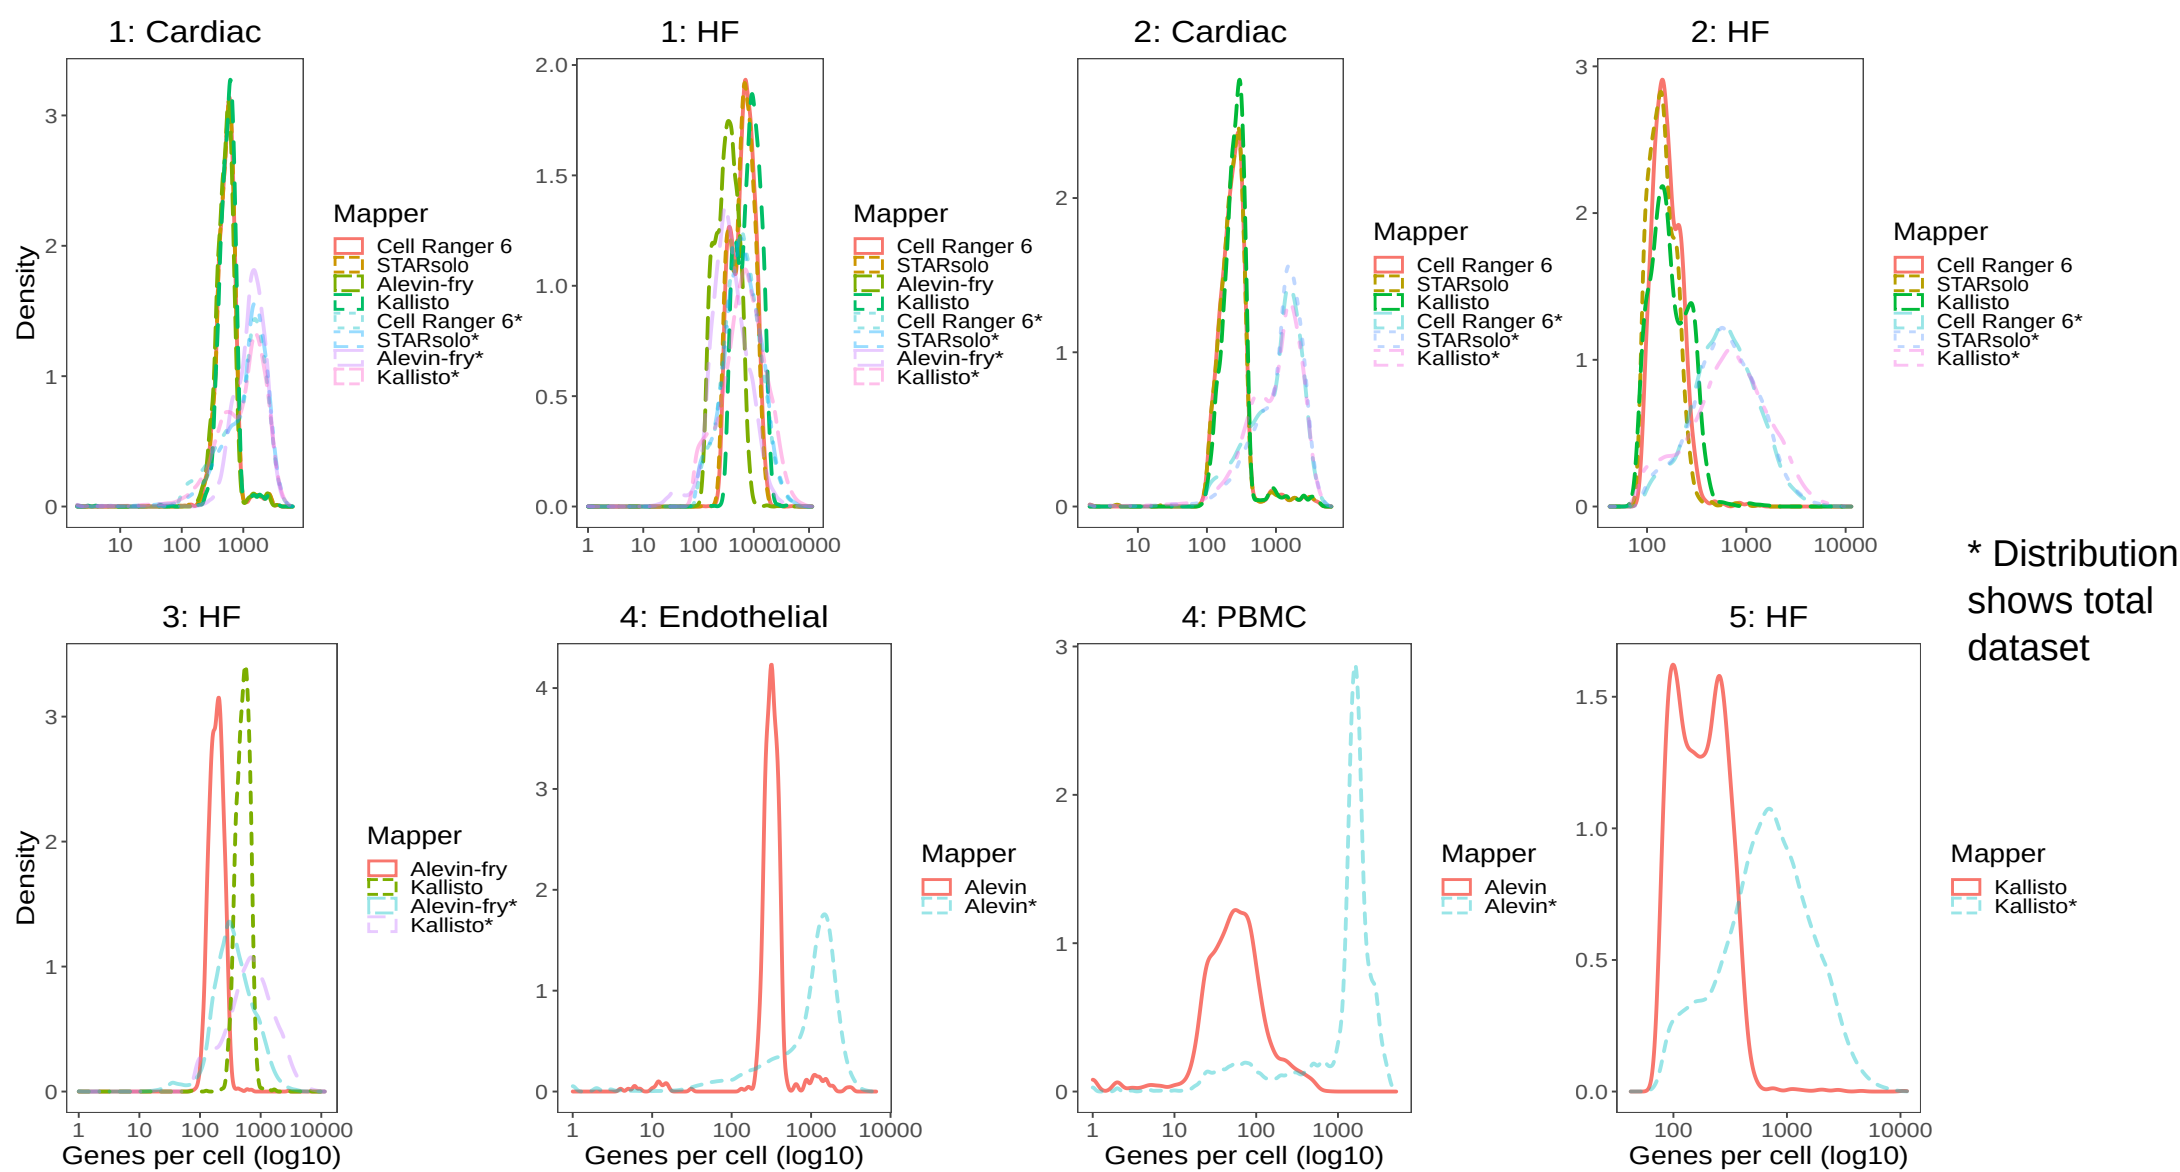 1: Cardiac
1: HF
2: Cardiac
2: HF
Density
3
2
1
0
10
100
1000
Mapper
Cell Ranger 6
STARsolo
Alevin-fry
Kallisto
Cell Ranger 6*
STARsolo*
Alevin-fry*
Kallisto*
2.0
1.5
1.0
0.5
0.0
1
10
100
1000
10000
Mapper
Cell Ranger 6
STARsolo
Alevin-fry
Kallisto
Cell Ranger 6*
STARsolo*
Alevin-fry*
Kallisto*
2
1
0
10
100
1000
Mapper
Cell Ranger 6
STARsolo
Kallisto
Cell Ranger 6*
STARsolo*
Kallisto*
3
2
1
0
100
1000
10000
Mapper
Cell Ranger 6
STARsolo
Kallisto
Cell Ranger 6*
STARsolo*
Kallisto*
* Distribution
shows total
dataset
3: HF
4: Endothelial
4: PBMC
5: HF
Density
3
2
1
0
1
10
100
1000
10000
Genes per cell (log10)
Mapper
Alevin-fry
Kallisto
Alevin-fry*
Kallisto*
4
3
2
1
0
1
10
100
1000
10000
Genes per cell (log10)
Mapper
Alevin
Alevin*
3
2
1
0
1
10
100
1000
Genes per cell (log10)
Mapper
Alevin
Alevin*
1.5
1.0
0.5
0.0
100
1000
10000
Genes per cell (log10)
Mapper
Kallisto
Kallisto*